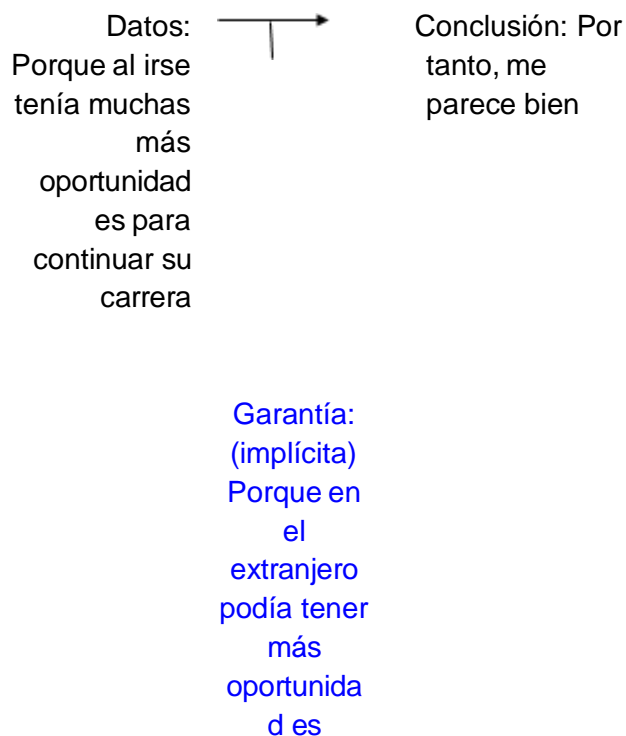 Datos:
Porque al irse
tenía muchas
más
oportunidad
es para
continuar su
carrera
Conclusión: Por
tanto, me
parece bien
Garantía:
(implícita)
Porque en
el
extranjero
podía tener
más
oportunida
d es